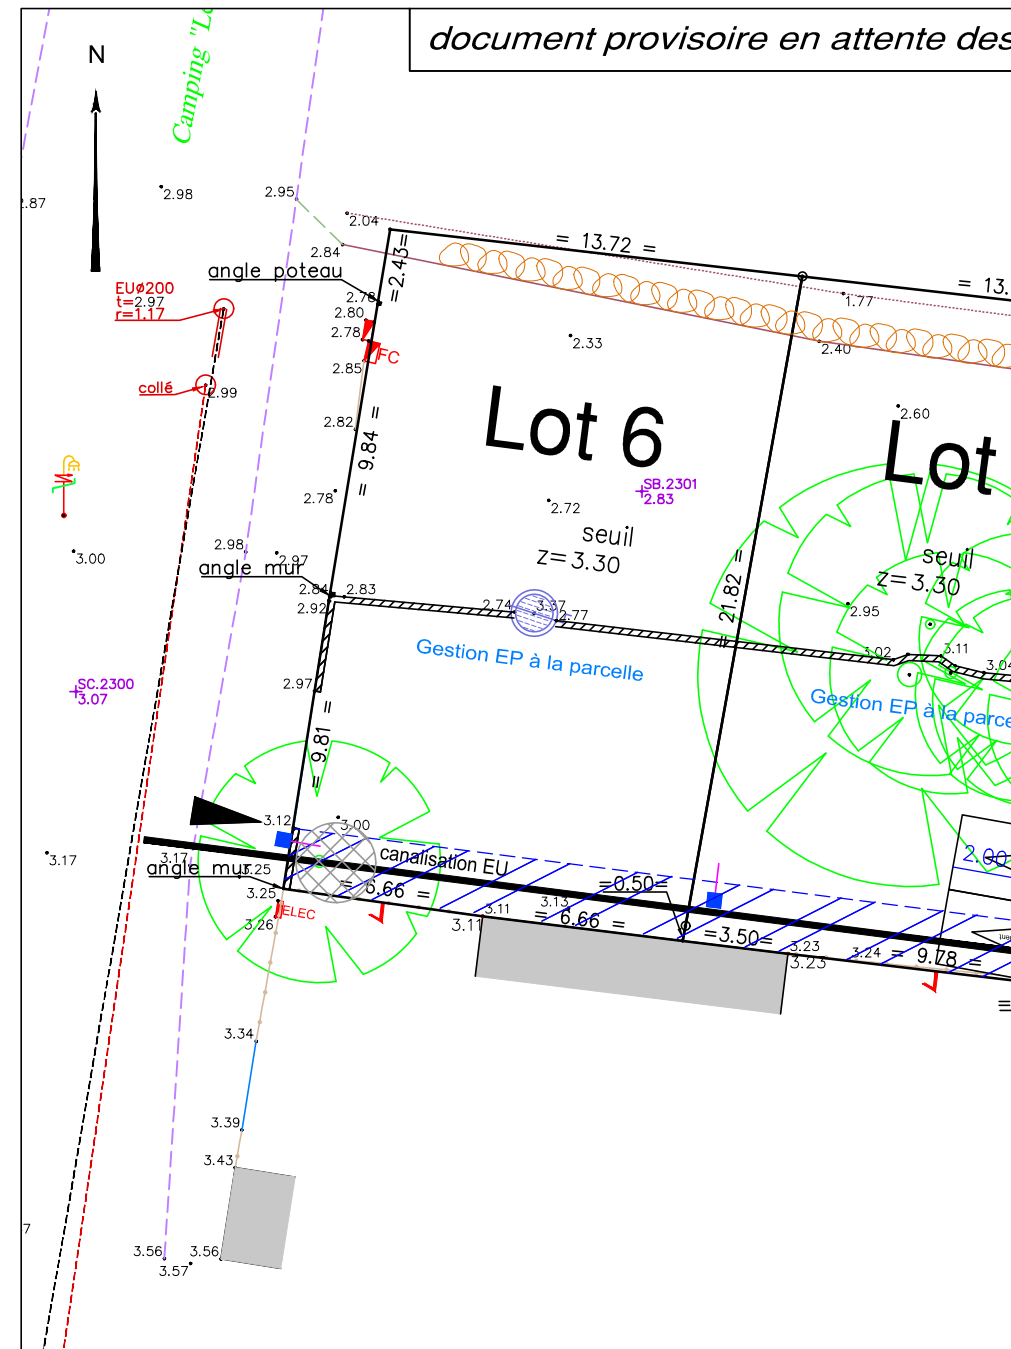 document provisoire en attente des
Camping "L
N
2.98
2.95
2.04
2.87
2.84
= 13.72 =
= 13.
angle poteau
=2.43=
EUø200
t=2.97
r=1.17
2.78
2.80
2.78
FC
2.85
1.77
2.33
2.40
collé
2.99
2.82
Lot 6
2.60
Lot
= 9.84 =
2.78
SB.2301
2.83
2.72
seuil
z=3.30
3.00
2.98
2.97
angle mur
seuil
z=3.30
2.84
2.83
2.92
2.74
3.37
2.77
= 21.82 =
2.95
3.02
3.11
3.04
Gestion EP à la parcelle
SC.2300
3.07
2.97
Gestion EP à la parce
= 9.81 =
3.12
3.00
3.17
3.17
angle mur
3.25
canalisation EU
2.00
3.25
= 6.66 =
=0.50=
ELEC
3.26
3.11
3.11
3.13
= 6.66 =
=3.50=
3.23
3.23
3.24
= 9.78 =
=
3.34
3.39
3.43
7
3.56
3.56
3.57